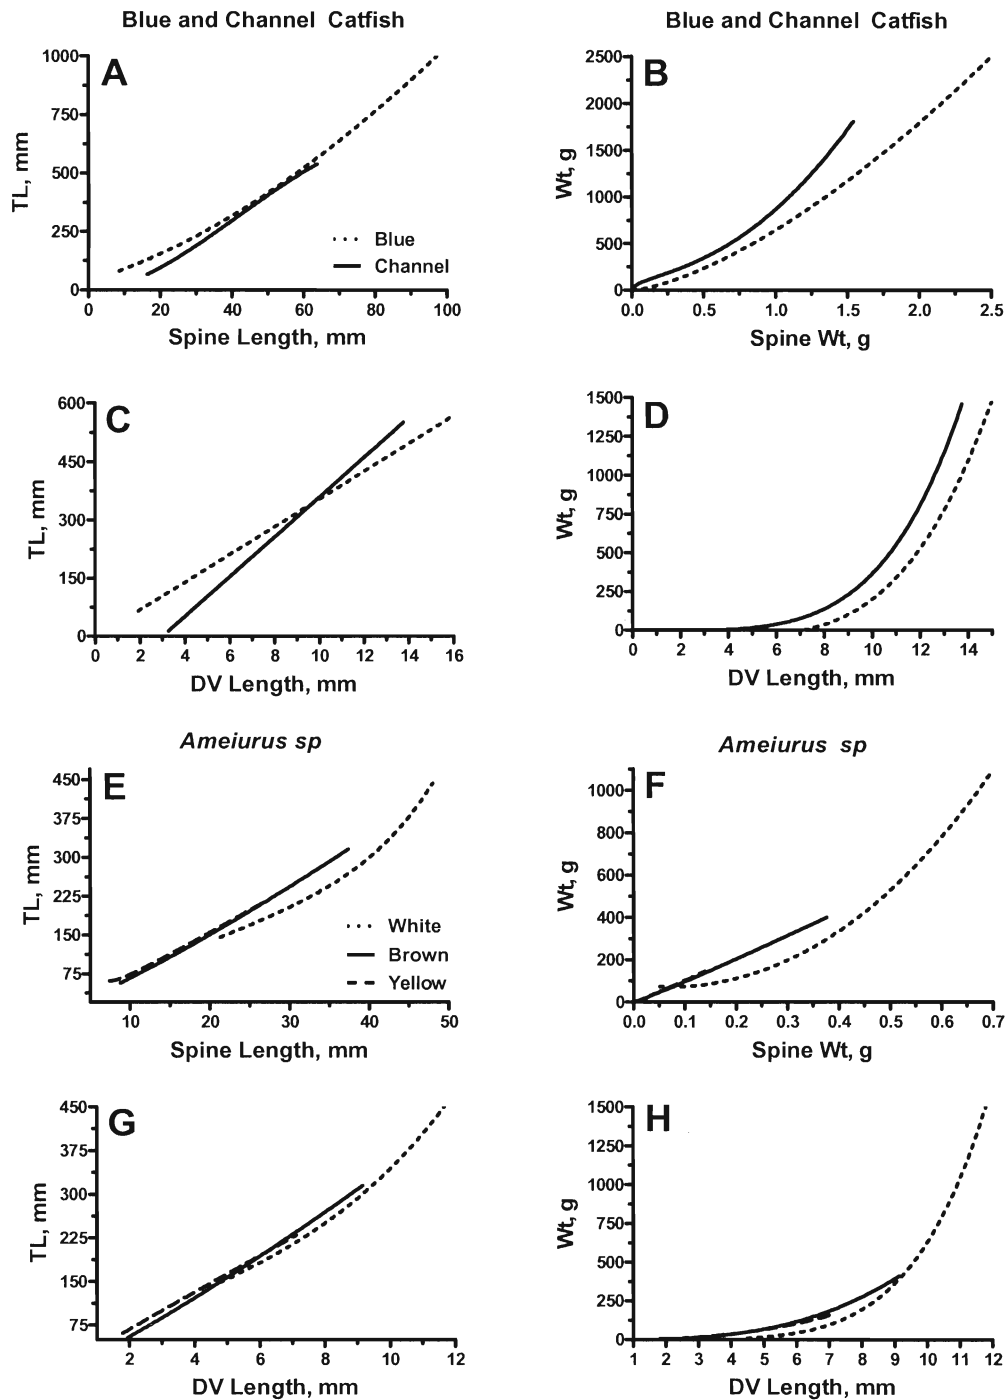 Blue and Channel Catfish
Blue and Channel Catfish
A
1000
750
500
250
0
TL, mm
0 20 40 60 80 100
Spine Length, mm
Blue
Channel
B
2500
2000
1500
1000
500
0
Wt, g
0.0 0.5 1.0 1.5 2.0 2.5
Spine Wt, g
C
600
450
300
150
0
TL, mm
0 2 4 6 8 10 12 14 16
DV Length, mm
D
1500
1250
1000
750
500
250
0
Wt, g
0 2 4 6 8 10 12 14
DV Length, mm
Ameiurus sp
Ameiurus sp
E
450
375
300
225
150
75
TL, mm
10 20 30 40 50
Spine Length, mm
White
Brown
Yellow
F
1000
800
600
400
200
0
Wt, g
0.0 0.1 0.2 0.3 0.4 0.5 0.6 0.7
Spine Wt, g
G
450
375
300
225
150
75
TL, mm
2 4 6 8 10 12
DV Length, mm
H
1500
1250
1000
750
500
250
0
Wt, g
1 2 3 4 5 6 7 8 9 10 11 12
DV Length, mm